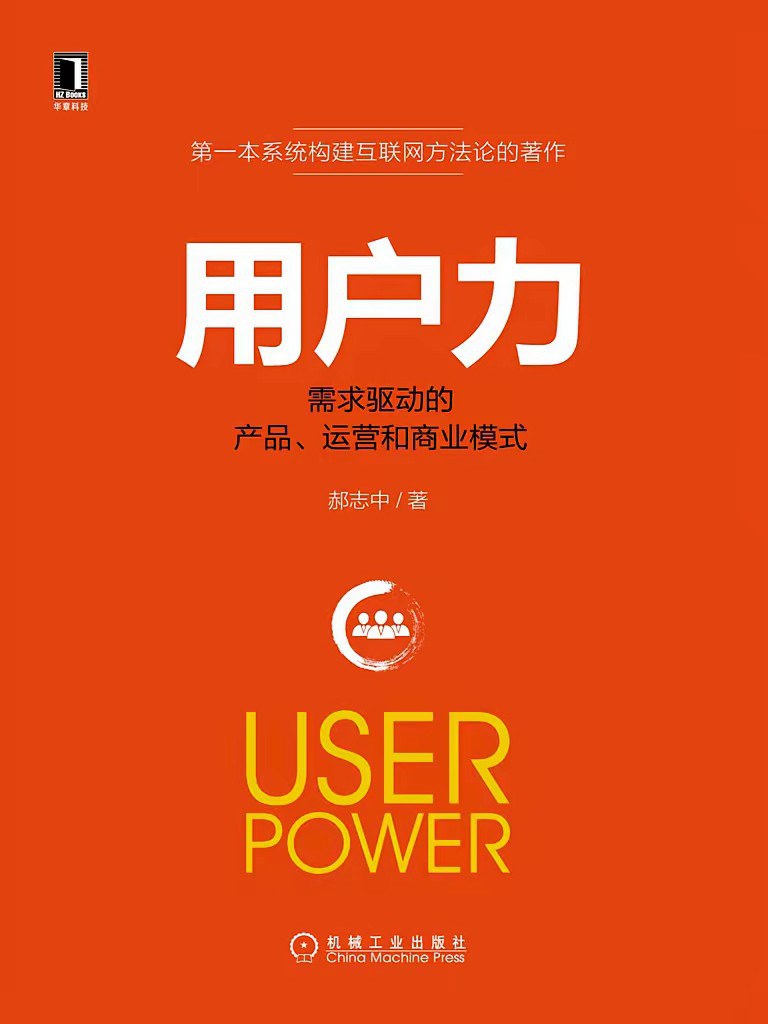 HZ BOOKS
华章科技
第一本系统构建互联网方法论的著作
用户力
需求驱动的
产品、运营和商业模式
郝志中 / 著
USER
POWER
机械工业出版社
China Machine Press